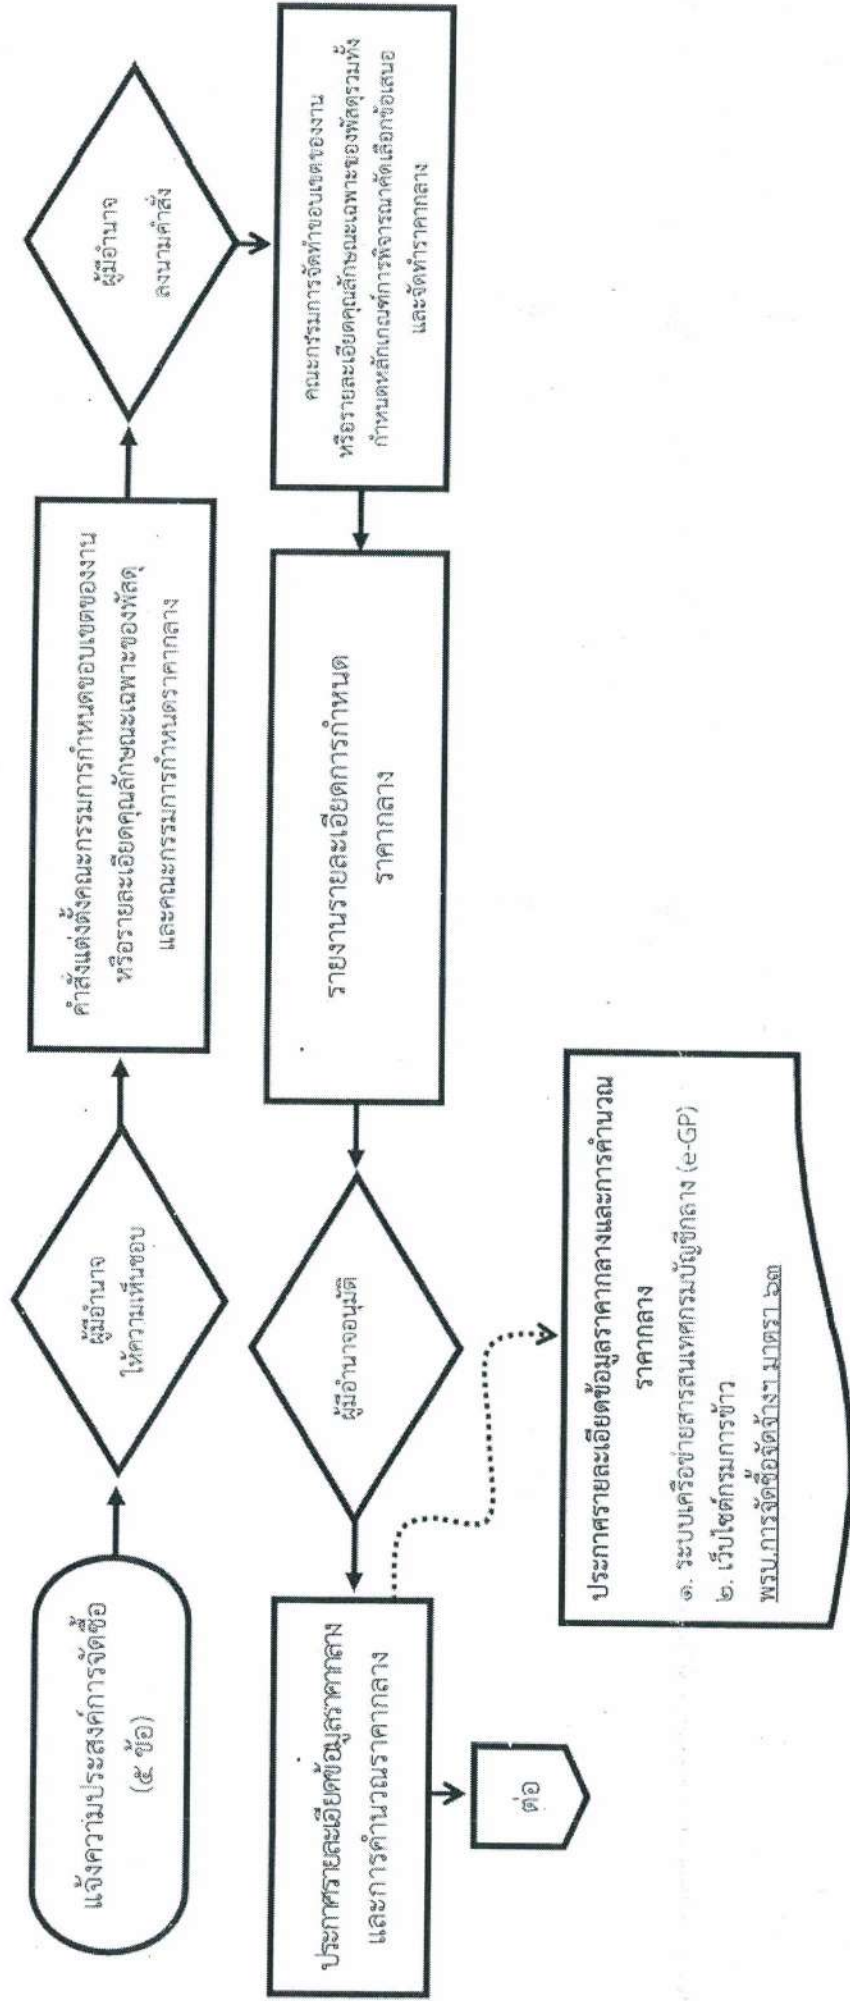 แจ้งความประสงค์การจัดซื้อ
(๕ ข้อ)
ผู้มีอำนาจ
ให้ความเห็นชอบ
คำสั่งแต่งตั้งคณะกรรมการกำหนดขอบเขตของงาน
หรือรายละเอียดคุณลักษณะเฉพาะของพัสดุ
และคณะกรรมการกำหนดราคากลาง
ผู้มีอำนาจ
ลงนามคำสั่ง
คณะกรรมการจัดทำขอบเขตของงาน
หรือรายละเอียดคุณลักษณะเฉพาะของพัสดุรวมทั้ง
กำหนดหลักเกณฑ์การพิจารณาคัดเลือกข้อเสนอ
และจัดทำราคากลาง
รายงานรายละเอียดการกำหนด
ราคากลาง
ผู้มีอำนาจอนุมัติ
ประกาศรายละเอียดข้อมูลราคากลาง
และการคำนวณราคากลาง
ต่อ
ประกาศรายละเอียดข้อมูลราคากลางและการคำนวณ
ราคากลาง
๑. ระบบเครือข่ายสารสนเทศกรมบัญชีกลาง (e-GP)
๒. เว็บไซต์กรมการข้าว
พรบ.การจัดซื้อจัดจ้างฯ มาตรา ๖๓